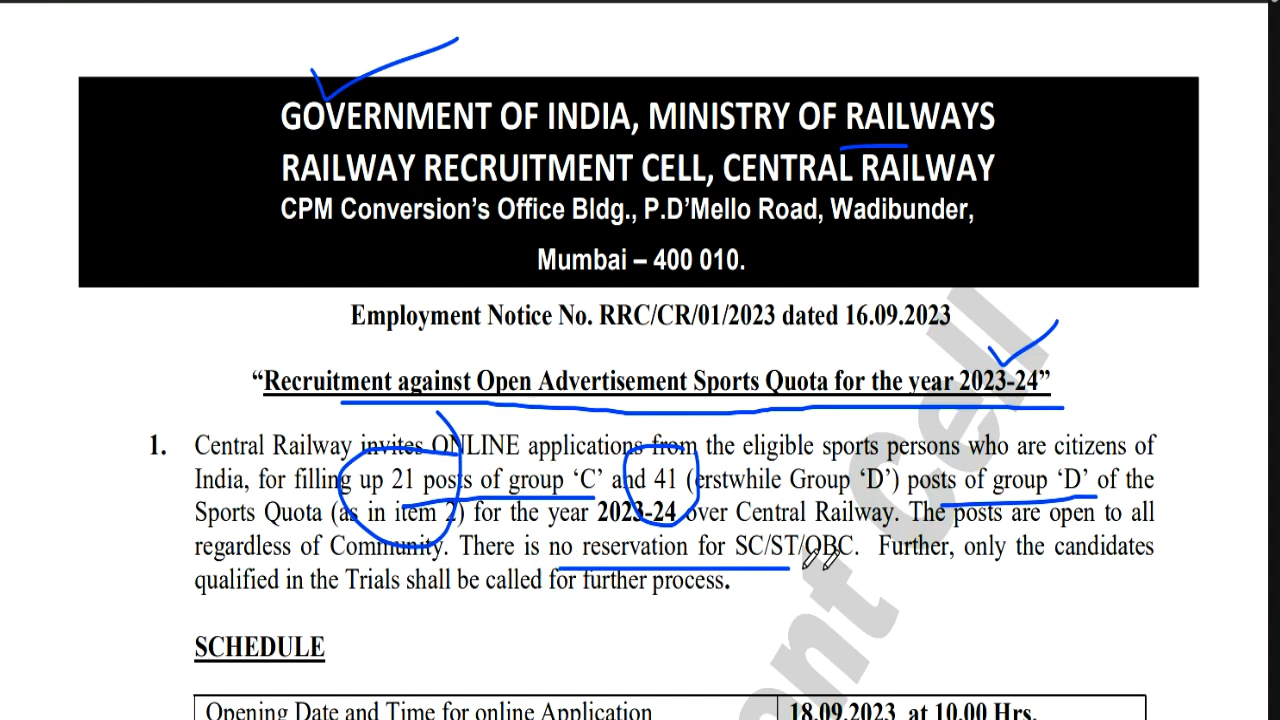 GOVERNMENT OF INDIA, MINISTRY OF RAILWAYS
RAILWAY RECRUITMENT CELL, CENTRAL RAILWAY
CPM Conversion's Office Bldg., P.D'Mello Road, Wadibunder,
Mumbai – 400 010.
Employment Notice No. RRC/CR/01/2023 dated 16.09.2023
“Recruitment against Open Advertisement Sports Quota for the year 2023-24”
1. Central Railway invites ONLINE applications from the eligible sports persons who are citizens of
India, for filling up 21 posts of group ‘C’ and 41 (erstwhile Group ‘D’) posts of group ‘D’ of the
Sports Quota (as in item 2) for the year 2023-24 over Central Railway. The posts are open to all
regardless of Community. There is no reservation for SC/ST/OBC. Further, only the candidates
qualified in the Trials shall be called for further process.
SCHEDULE
Opening Date and Time for online Application 18.09.2023 at 10.00 Hrs.
ent Cell